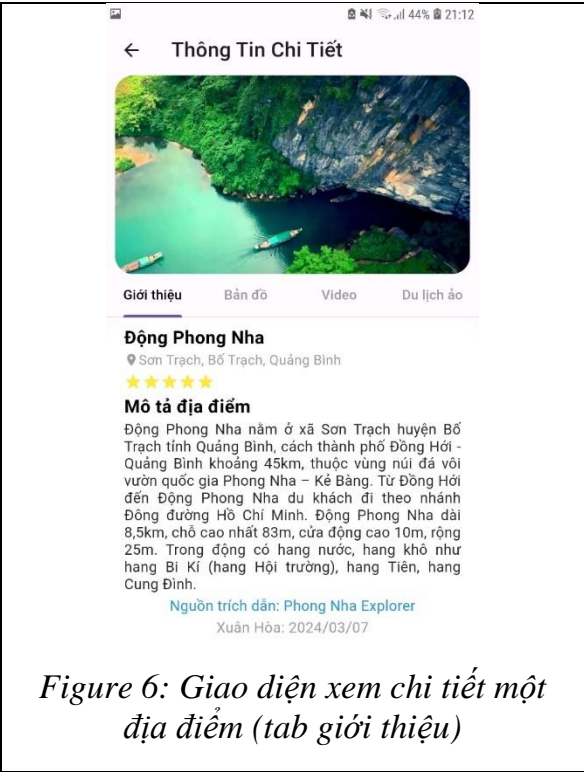 44% 21:12
Thông Tin Chi Tiết
Giới thiệu Bản đồ Video Du lịch ảo
Động Phong Nha
Sơn Trạch, Bố Trạch, Quảng Bình
Mô tả địa điểm
Động Phong Nha nằm ở xã Sơn Trạch huyện Bố
Trạch tỉnh Quảng Bình, cách thành phố Đồng Hới -
Quảng Bình khoảng 45km, thuộc vùng núi đá vôi
vườn quốc gia Phong Nha – Kẻ Bàng. Từ Đồng Hới
đến Động Phong Nha du khách đi theo nhánh
Đông đường Hồ Chí Minh. Động Phong Nha dài
8,5km, chỗ cao nhất 83m, cửa động cao 10m, rộng
25m. Trong động có hang nước, hang khô như
hang Bi Kí (hang Hội trường), hang Tiên, hang
Cung Đình.
Nguồn trích dẫn: Phong Nha Explorer
Xuân Hòa: 2024/03/07
Figure 6: Giao diện xem chi tiết một
địa điểm (tab giới thiệu)